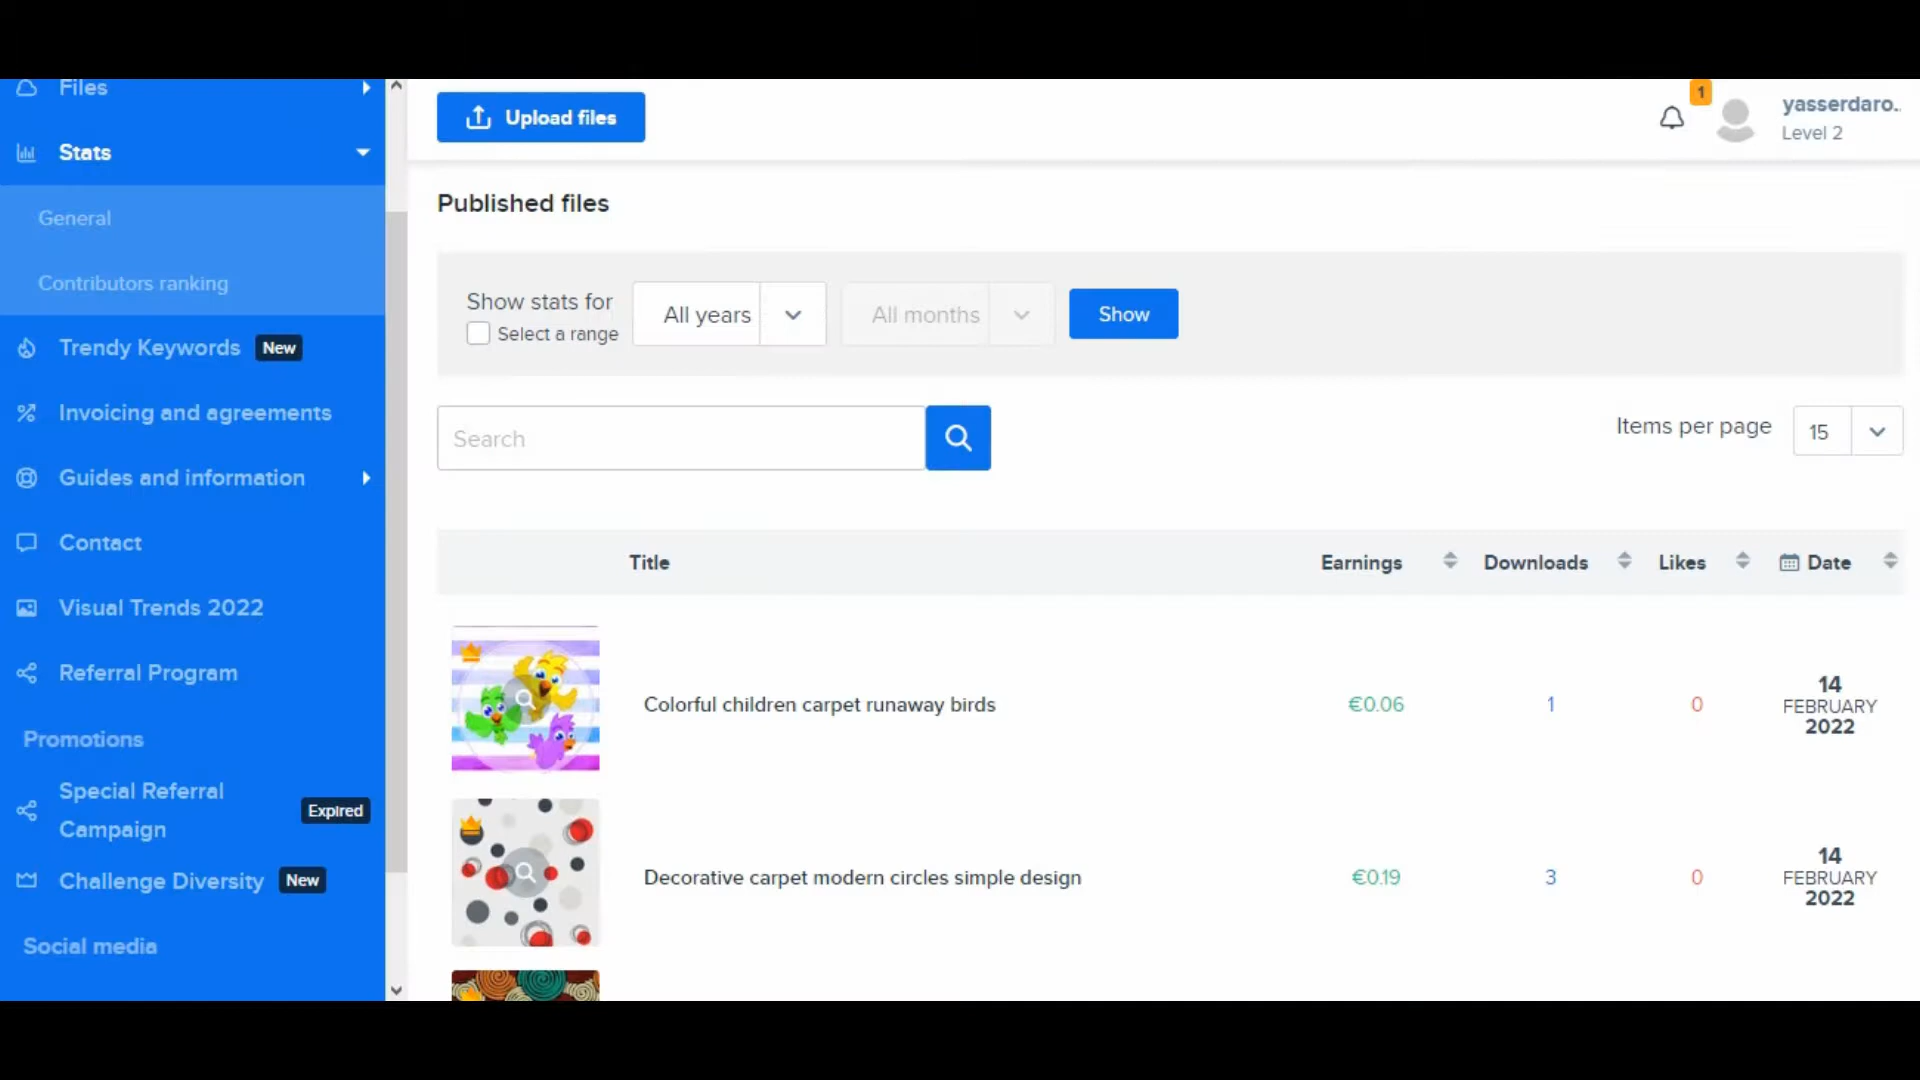 Files
Stats
General
Contributors ranking
Trendy Keywords New
Invoicing and agreements
Guides and information
Contact
Visual Trends 2022
Referral Program
Promotions
Special Referral
Campaign
Expired
Challenge Diversity New
Social media
Upload files
1
yasserdaro..
Level 2
Published files
Show stats for
Select a range
All years
All months
Show
Search
Items per page 15
Title Earnings Downloads Likes Date
Colorful children carpet runaway birds €0.06 1 0
14
FEBRUARY
2022
Decorative carpet modern circles simple design €0.19 3 0
14
FEBRUARY
2022